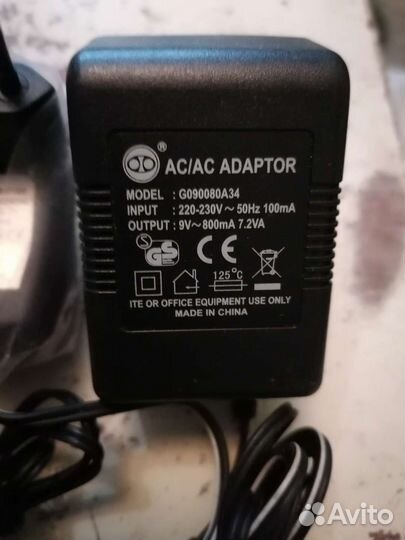 ® AC/AC ADAPTOR
MODEL : G090080A34
INPUT : 220-230V～50Hz 100mA
OUTPUT : 9V～800mA 7.2VA
S GS CE
125°C
ITE OR OFFICE EQUIPMENT USE ONLY
MADE IN CHINA
Avito